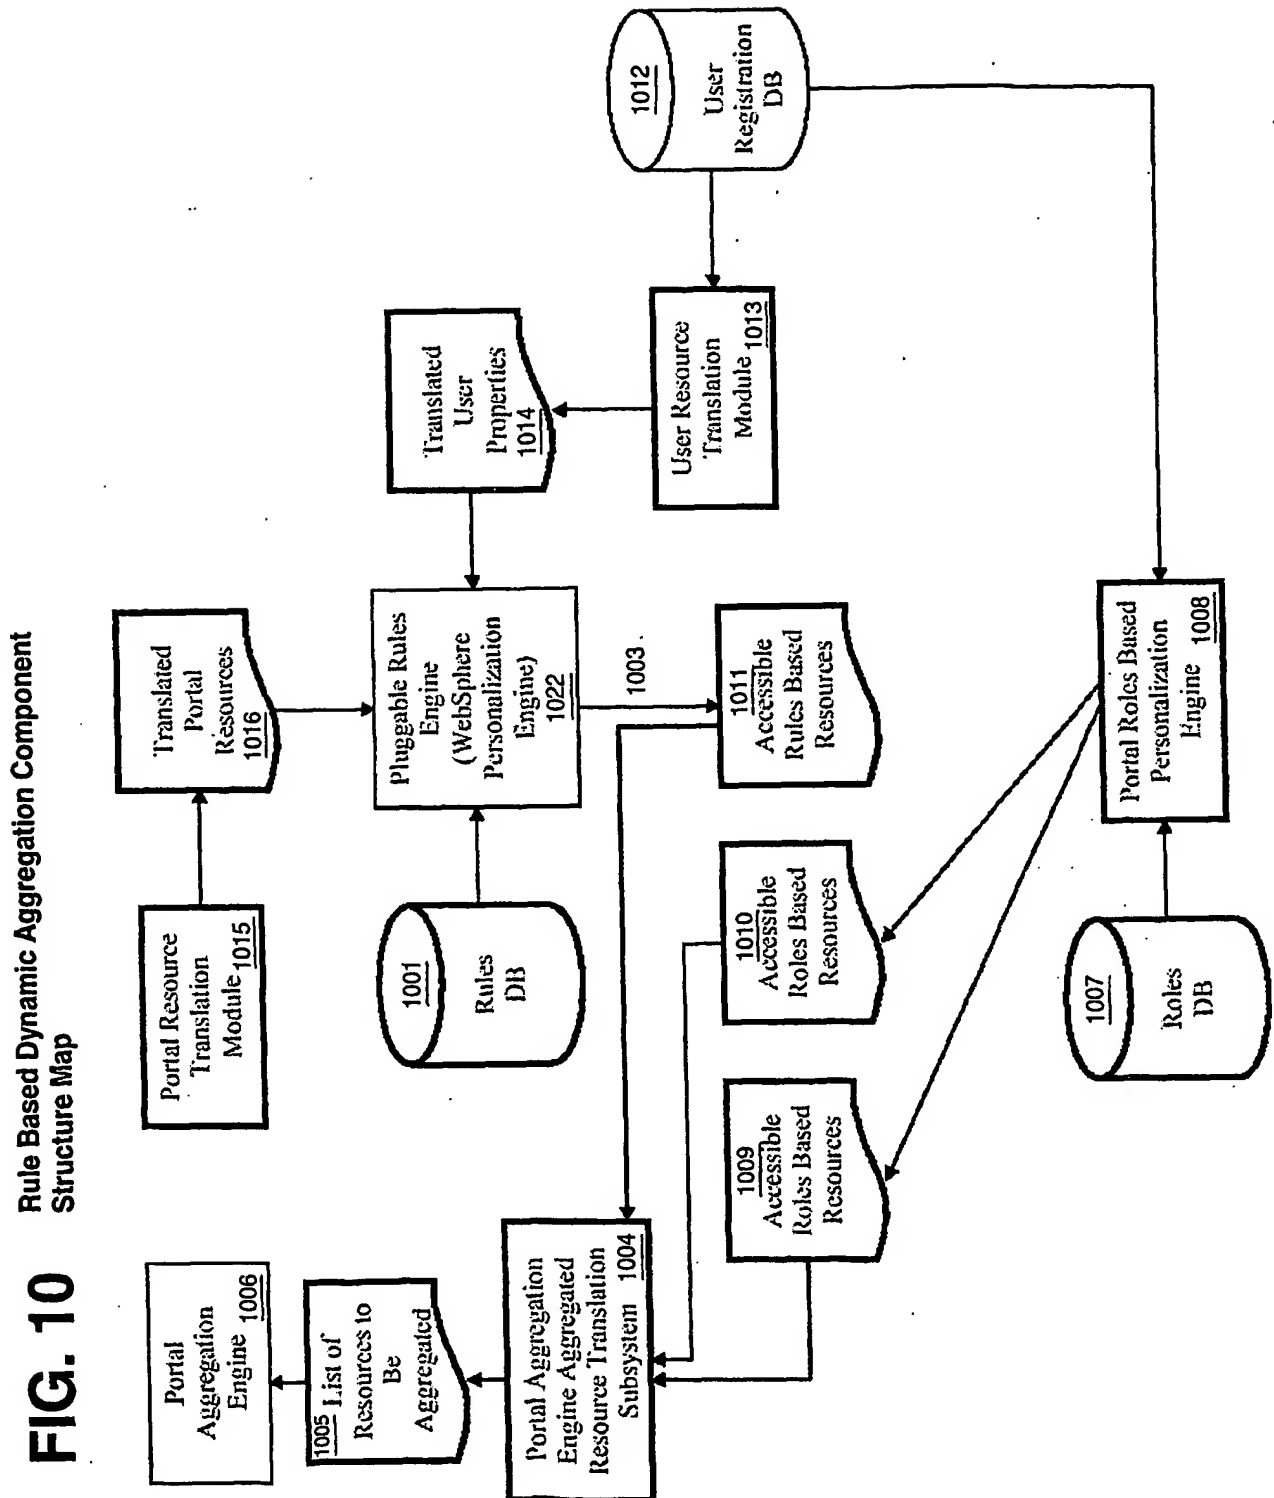 FIG. 10
Rule Based Dynamic Aggregation Component
Structure Map
Portal
Aggregation
Engine 1006
1005 List of
Resources to
Be
Aggregated
Portal Aggregation
Engine Aggregated
Resource Translation
Subsystem 1004
Portal Resource
Translation
Module 1015
Translated
Portal
Resources
1016
1001
Rules
DB
Pluggable Rules
Engine
(WebSphere
Personalization
Engine)
1022
1003
Translated
User
Properties
1014
User Resource
Translation
Module 1013
1012
User
Registration
DB
1009
Accessible
Roles Based
Resources
1010
Accessible
Roles Based
Resources
1011
Accessible
Rules Based
Resources
1007
Roles
DB
Portal Roles Based
Personalization
Engine 1008